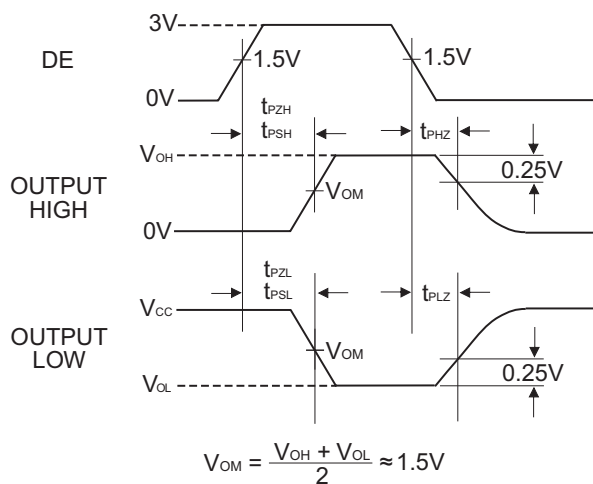 3V
DE
1.5V
1.5V
0V
tPZH
tPSH
tPHZ
VOH
0.25V
OUTPUT
HIGH
VOM
0V
tPZL
tPSL
tPLZ
VCC
OUTPUT
LOW
VOM
0.25V
VOL
VOM = VOH + VOL / 2 ≈ 1.5V